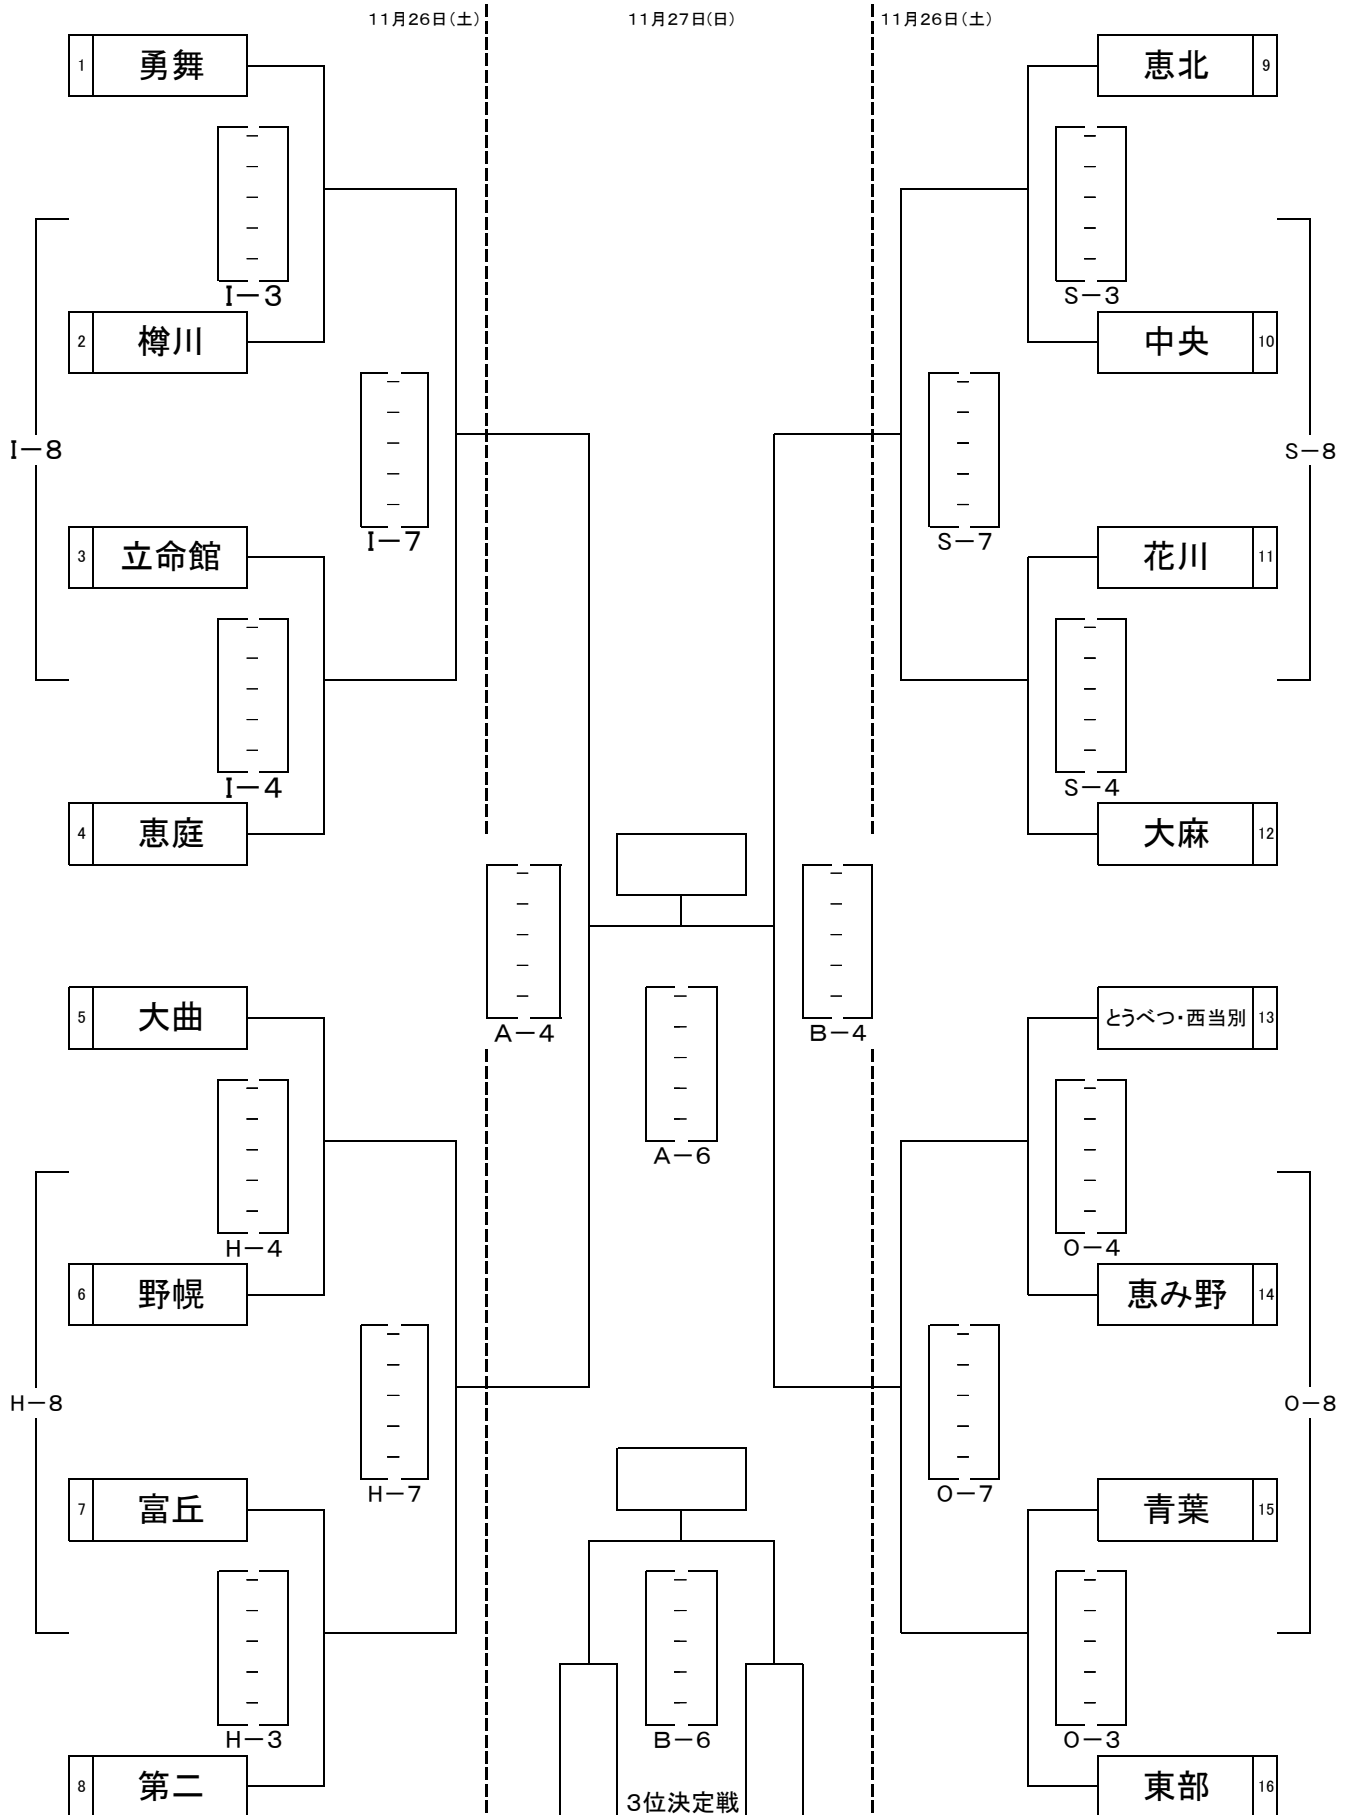 11月26日(土)
11月27日(日)
11月26日(土)
1 勇舞
恵北 9
I-3
S-3
2 樽川
中央 10
I-8
S-8
3 立命館
I-7
S-7
花川 11
I-4
S-4
4 恵庭
大麻 12
5 大曲
A-4
B-4
とうべつ・西当別 13
A-6
H-4
O-4
6 野幌
恵み野 14
H-8
O-8
7 富丘
H-7
O-7
青葉 15
H-3
B-6
O-3
8 第二
3位決定戦
東部 16